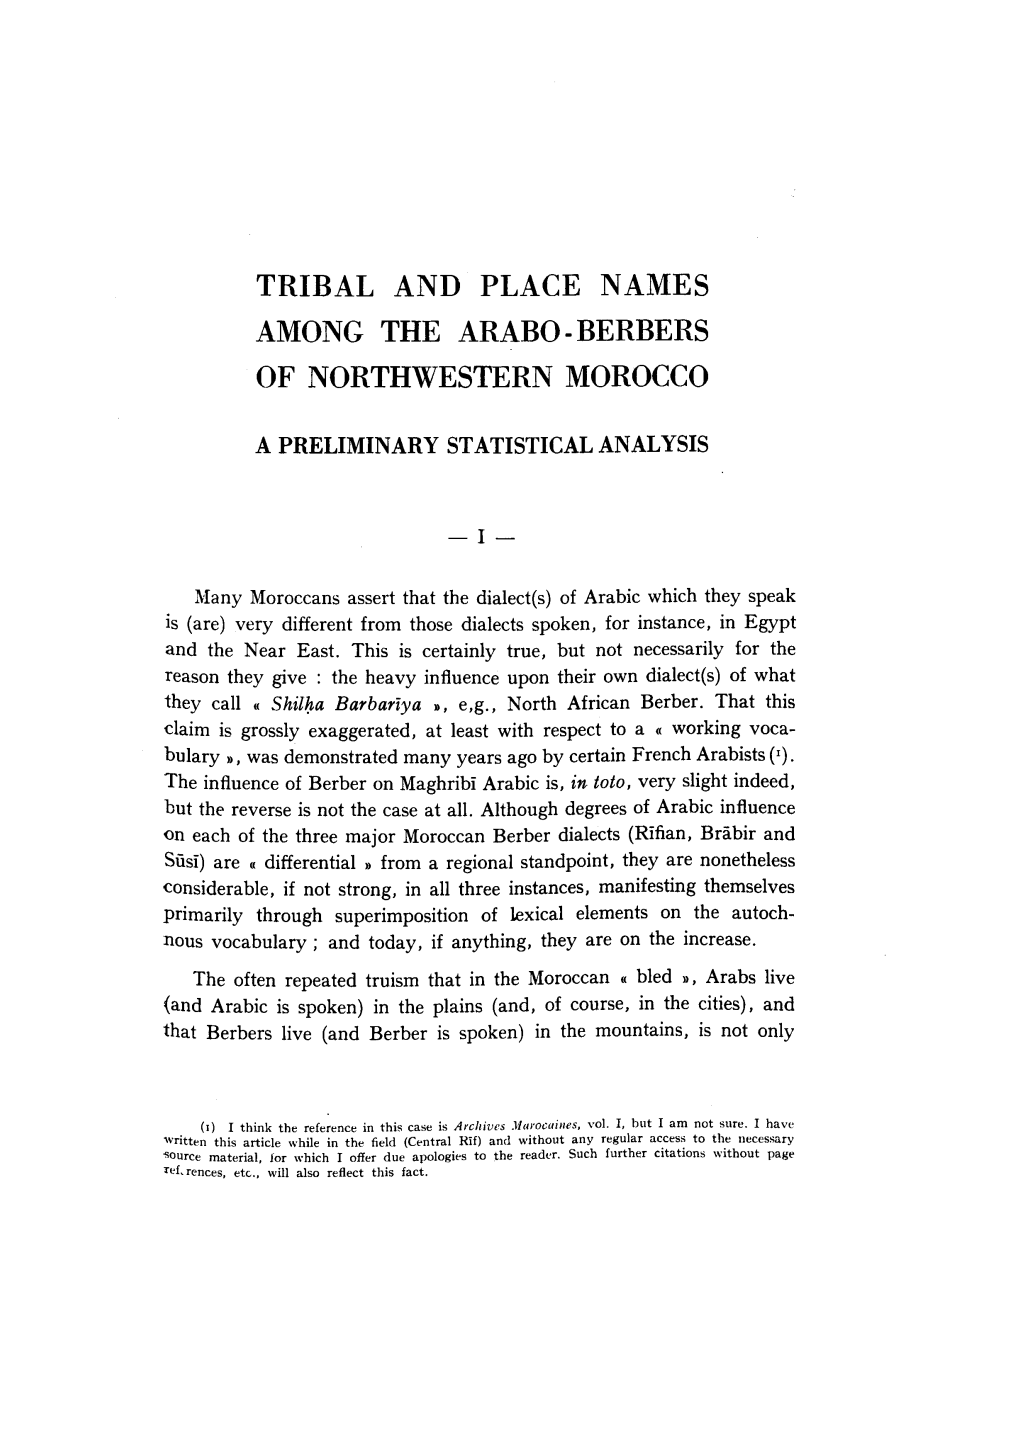 TRIBAL AND PLACE NAMES
AMONG THE ARABO-BERBERS
OF NORTHWESTERN MOROCCO
A PRELIMINARY STATISTICAL ANALYSIS
— I —
Many Moroccans assert that the dialect(s) of Arabic which they speak
is (are) very different from those dialects spoken, for instance, in Egypt
and the Near East. This is certainly true, but not necessarily for the
reason they give : the heavy influence upon their own dialect(s) of what
they call « Shilḥa Barbarīya », e,g., North African Berber. That this
claim is grossly exaggerated, at least with respect to a « working voca-
bulary », was demonstrated many years ago by certain French Arabists (1).
The influence of Berber on Maghribī Arabic is, in toto, very slight indeed,
but the reverse is not the case at all. Although degrees of Arabic influence
on each of the three major Moroccan Berber dialects (Rīfian, Brābir and
Sūsī) are « differential » from a regional standpoint, they are nonetheless
considerable, if not strong, in all three instances, manifesting themselves
primarily through superimposition of lexical elements on the autoch-
nous vocabulary ; and today, if anything, they are on the increase.
The often repeated truism that in the Moroccan « bled », Arabs live
(and Arabic is spoken) in the plains (and, of course, in the cities), and
that Berbers live (and Berber is spoken) in the mountains, is not only
(1) I think the reference in this case is Archives Marocaines, vol. I, but I am not sure. I have
written this article while in the field (Central Rīf) and without any regular access to the necessary
source material, for which I offer due apologies to the reader. Such further citations without page
references, etc., will also reflect this fact.